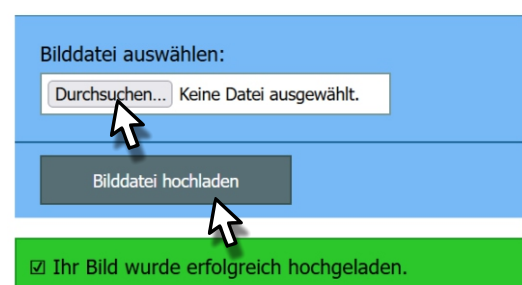 Bilddatei auswählen:
Durchsuchen... Keine Datei ausgewählt.
Bilddatei hochladen
☑ Ihr Bild wurde erfolgreich hochgeladen.